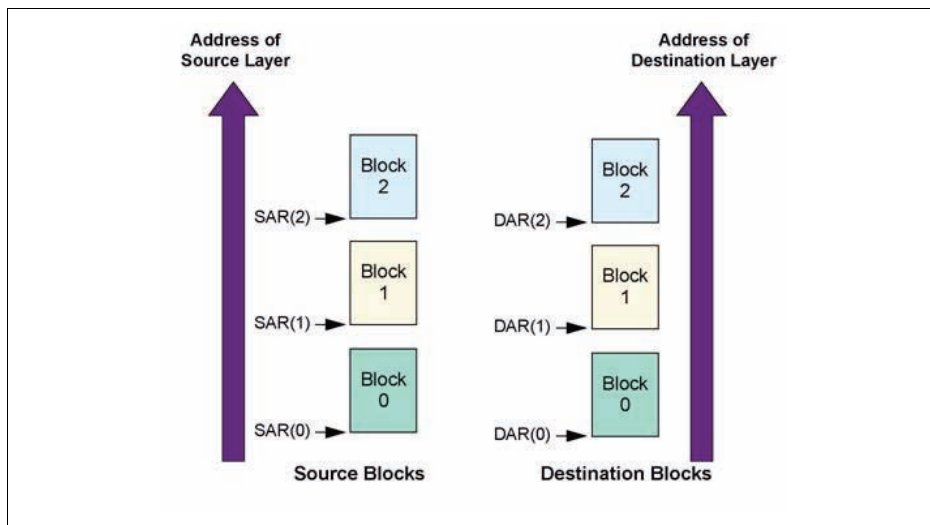 Address of
Source Layer
Address of
Destination Layer
Block
2
SAR(2)
Block
2
DAR(2)
Block
1
SAR(1)
Block
1
DAR(1)
Block
0
SAR(0)
Block
0
DAR(0)
Source Blocks
Destination Blocks